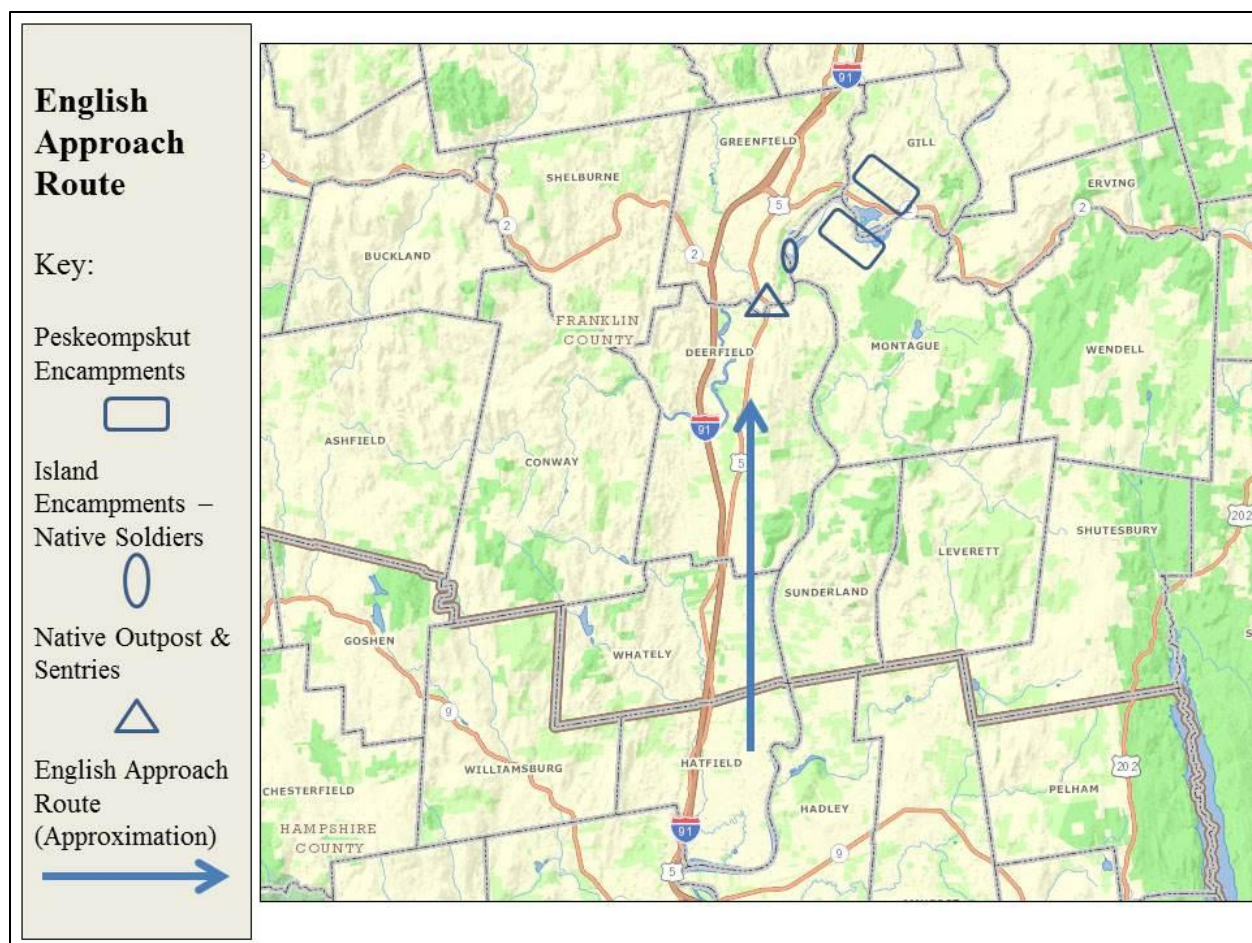 English
Approach
Route
Key:
Peskeompskut
Encampments
Island
Encampments –
Native Soldiers
Native Outpost &
Sentries
English Approach
Route
(Approximation)
91
GREENFIELD
GILL
2
SHELBURNE
ERVING
5
2
2
2
BUCKLAND
2
FRANKLIN
COUNTY
DEERFIELD
MONTAGUE
WENDELL
91
ASHFIELD
CONWAY
5
202
SHUTESBURY
LEVERETT
SUNDERLAND
GOSHEN
WHATELY
9
HATFIELD
WILLIAMSBURG
202
CHESTERFIELD
PELHAM
HADLEY
HAMPSHIRE
COUNTY
91
9
5